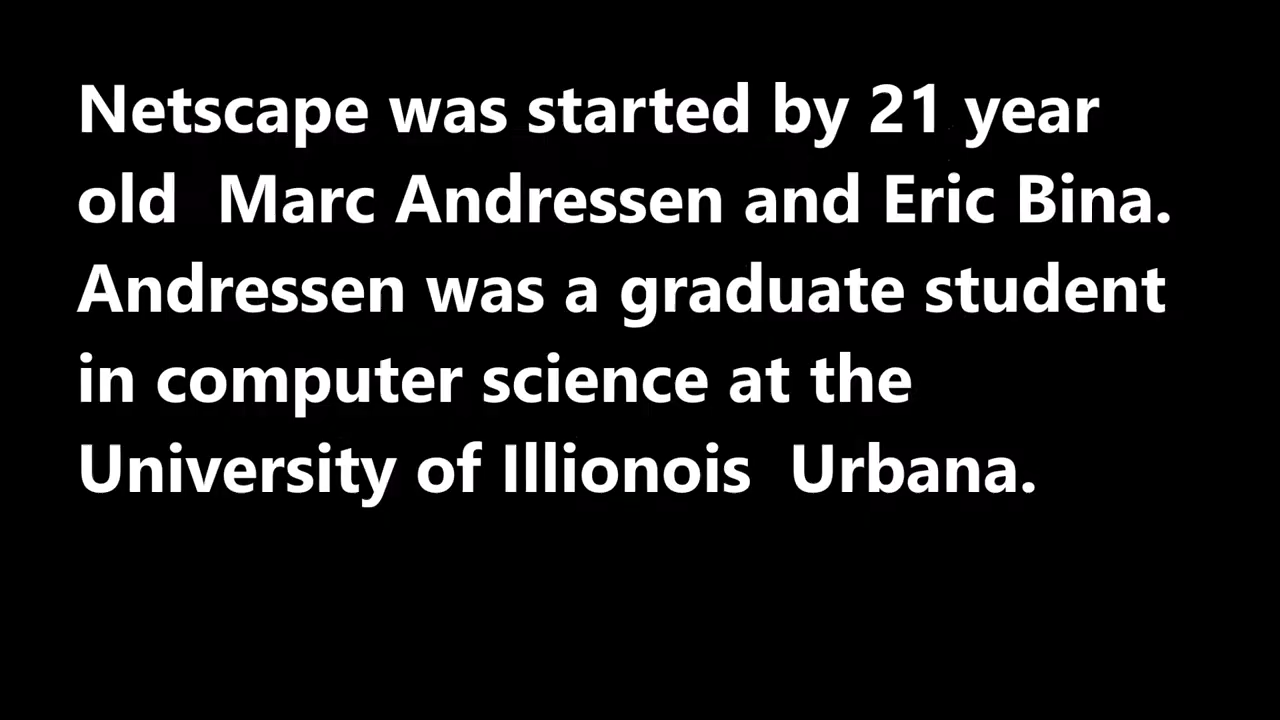 Netscape was started by 21 year
old  Marc Andressen and Eric Bina.
Andressen was a graduate student
in computer science at the
University of Illionois  Urbana.